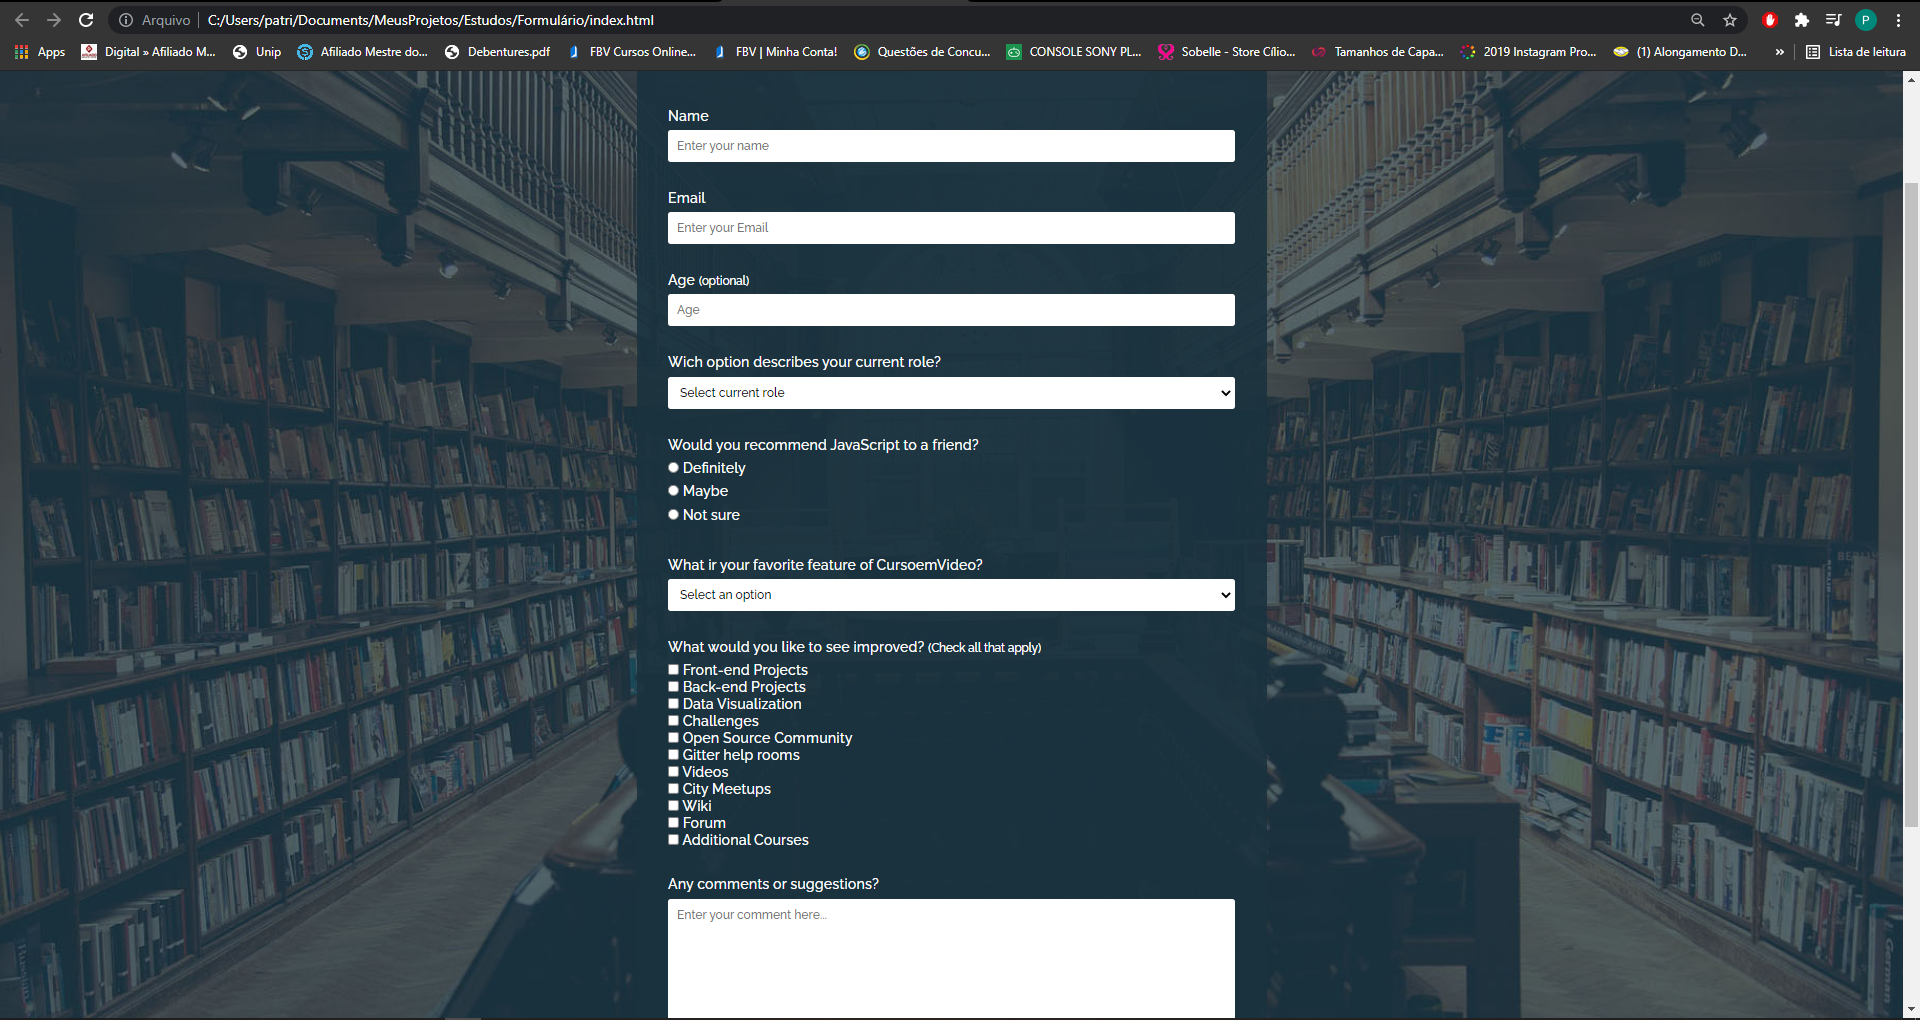 Arquivo C:/Users/patri/Documents/MeusProjetos/Estudos/Formulário/index.html P
Apps Digital » Afiliado M... Unip Afiliado Mestre do... Debentures.pdf FBV Cursos Online... FBV | Minha Conta! Questões de Concu... CONSOLE SONY PL... Sobelle - Store Cílio... Tamanhos de Capa... 2019 Instagram Pro... (1) Alongamento D... » Lista de leitura
Name
Enter your name
Email
Enter your Email
Age (optional)
Age
Wich option describes your current role?
Select current role
Would you recommend JavaScript to a friend?
Definitely
Maybe
Not sure
What ir your favorite feature of CursoemVideo?
Select an option
What would you like to see improved? (Check all that apply)
Front-end Projects
Back-end Projects
Data Visualization
Challenges
Open Source Community
Gitter help rooms
Videos
City Meetups
Wiki
Forum
Additional Courses
Any comments or suggestions?
Enter your comment here...
German